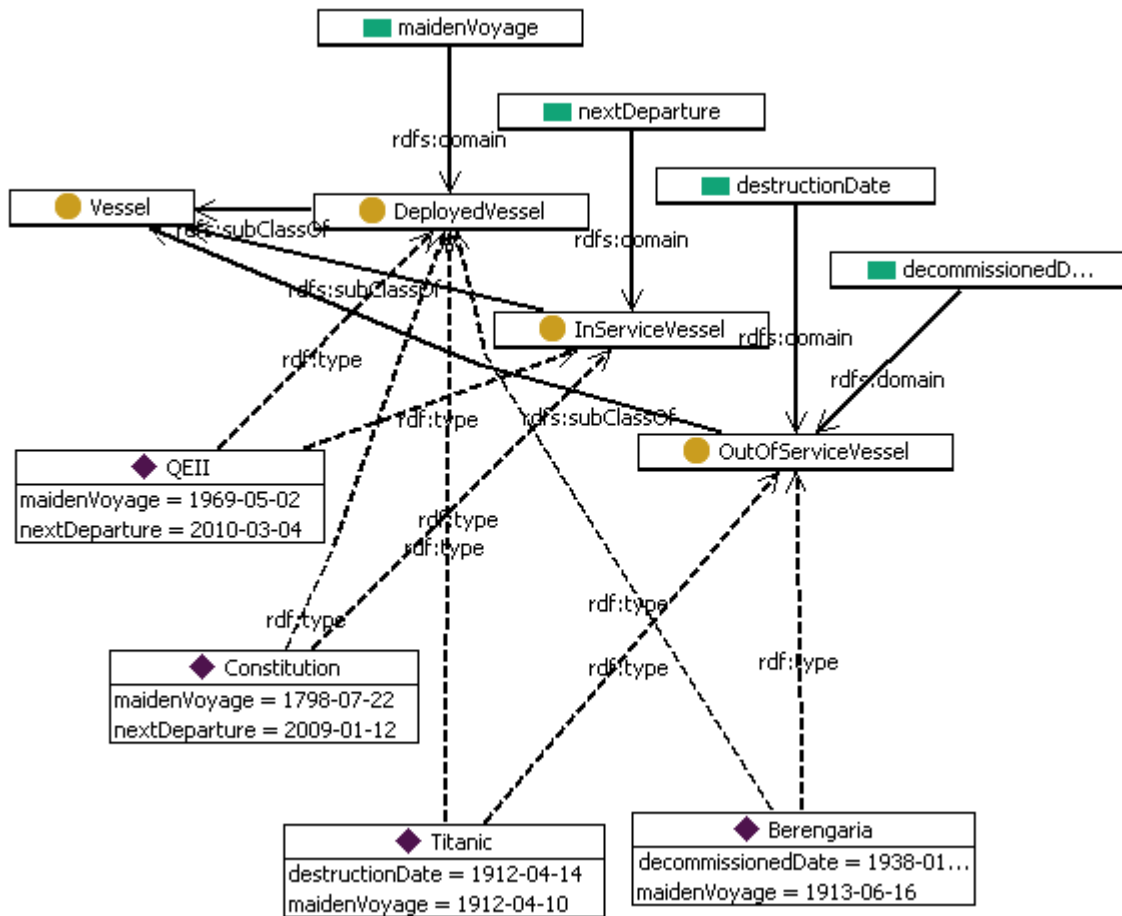 maidenVoyage
nextDeparture
rdfs:domain
destructionDate
Vessel
DeployedVessel
rdfs:subClassOf
rdfs:domain
decommissionedD...
rdfs:subClassOf
InServiceVessel
rdfs:domain
rdf:type
rdfs:domain
rdf:type
rdfs:subClassOf
OutOfServiceVessel
QEII
maidenVoyage = 1969-05-02
nextDeparture = 2010-03-04
rdf:type
rdf:type
rdf:type
rdf:type
rdf:type
rdf:type
Constitution
maidenVoyage = 1798-07-22
nextDeparture = 2009-01-12
Titanic
destructionDate = 1912-04-14
maidenVoyage = 1912-04-10
Berengaria
decommissionedDate = 1938-01...
maidenVoyage = 1913-06-16